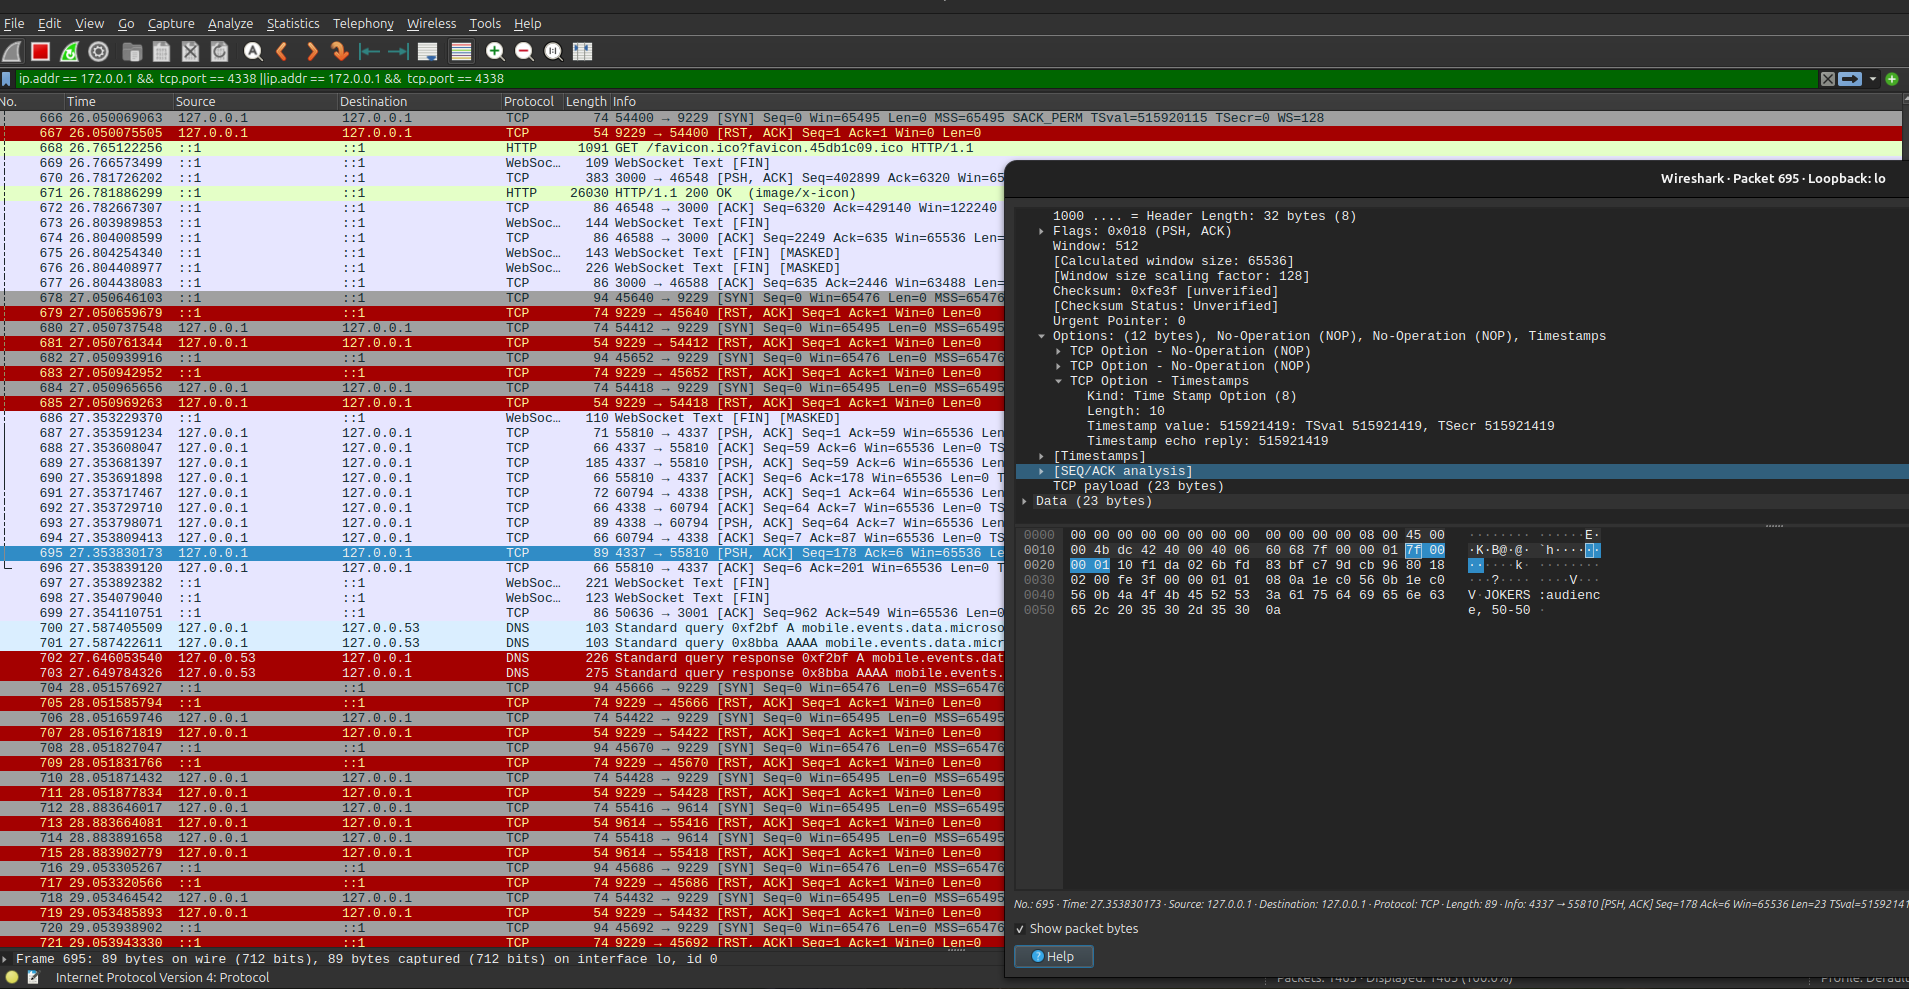 File Edit View Go Capture Analyze Statistics Telephony Wireless Tools Help
ip.addr == 172.0.0.1 && tcp.port == 4338 ||ip.addr == 172.0.0.1 && tcp.port == 4338
No. Time Source Destination Protocol Length Info
666 26.050069063 127.0.0.1 127.0.0.1 TCP 74 54400 → 9229 [SYN] Seq=0 Win=65495 Len=0 MSS=65495 SACK_PERM TSval=515920115 TSecr=0 WS=128
667 26.050075505 127.0.0.1 127.0.0.1 TCP 54 9229 → 54400 [RST, ACK] Seq=1 Ack=1 Win=0 Len=0
668 26.765122256 ::1 ::1 HTTP 1091 GET /favicon.ico?favicon.45db1c09.ico HTTP/1.1
669 26.766573499 ::1 ::1 WebSoc… 109 WebSocket Text [FIN]
670 26.781726202 ::1 ::1 TCP 383 3000 → 46548 [PSH, ACK] Seq=402899 Ack=6320 Win=65
671 26.781886299 ::1 ::1 HTTP 26030 HTTP/1.1 200 OK (image/x-icon)
672 26.782667307 ::1 ::1 TCP 86 46548 → 3000 [ACK] Seq=6320 Ack=429140 Win=122240
673 26.803989853 ::1 ::1 WebSoc… 144 WebSocket Text [FIN]
674 26.804008599 ::1 ::1 TCP 86 46588 → 3000 [ACK] Seq=2249 Ack=635 Win=65536 Len=
675 26.804254340 ::1 ::1 WebSoc… 143 WebSocket Text [FIN] [MASKED]
676 26.804408977 ::1 ::1 WebSoc… 226 WebSocket Text [FIN] [MASKED]
677 26.804438083 ::1 ::1 TCP 86 3000 → 46588 [ACK] Seq=635 Ack=2446 Win=63488 Len=
678 27.050646103 ::1 ::1 TCP 94 45640 → 9229 [SYN] Seq=0 Win=65476 Len=0 MSS=65476
679 27.050659679 ::1 ::1 TCP 74 9229 → 45640 [RST, ACK] Seq=1 Ack=1 Win=0 Len=0
680 27.050737548 127.0.0.1 127.0.0.1 TCP 74 54412 → 9229 [SYN] Seq=0 Win=65495 Len=0 MSS=65495
681 27.050761344 127.0.0.1 127.0.0.1 TCP 54 9229 → 54412 [RST, ACK] Seq=1 Ack=1 Win=0 Len=0
682 27.050939916 ::1 ::1 TCP 94 45652 → 9229 [SYN] Seq=0 Win=65476 Len=0 MSS=65476
683 27.050942952 ::1 ::1 TCP 74 9229 → 45652 [RST, ACK] Seq=1 Ack=1 Win=0 Len=0
684 27.050965656 127.0.0.1 127.0.0.1 TCP 74 54418 → 9229 [SYN] Seq=0 Win=65495 Len=0 MSS=65495
685 27.050969263 127.0.0.1 127.0.0.1 TCP 54 9229 → 54418 [RST, ACK] Seq=1 Ack=1 Win=0 Len=0
686 27.353229370 ::1 ::1 WebSoc… 110 WebSocket Text [FIN] [MASKED]
687 27.353591234 127.0.0.1 127.0.0.1 TCP 71 55810 → 4337 [PSH, ACK] Seq=1 Ack=59 Win=65536 Len
688 27.353608047 127.0.0.1 127.0.0.1 TCP 66 4337 → 55810 [ACK] Seq=59 Ack=6 Win=65536 Len=0 TS
689 27.353681397 127.0.0.1 127.0.0.1 TCP 185 4337 → 55810 [PSH, ACK] Seq=59 Ack=6 Win=65536 Len
690 27.353691898 127.0.0.1 127.0.0.1 TCP 66 55810 → 4337 [ACK] Seq=6 Ack=178 Win=65536 Len=0 T
691 27.353717467 127.0.0.1 127.0.0.1 TCP 72 60794 → 4338 [PSH, ACK] Seq=1 Ack=64 Win=65536 Len
692 27.353729710 127.0.0.1 127.0.0.1 TCP 66 4338 → 60794 [ACK] Seq=64 Ack=7 Win=65536 Len=0 TS
693 27.353798071 127.0.0.1 127.0.0.1 TCP 89 4338 → 60794 [PSH, ACK] Seq=64 Ack=7 Win=65536 Len
694 27.353809413 127.0.0.1 127.0.0.1 TCP 66 60794 → 4338 [ACK] Seq=7 Ack=87 Win=65536 Len=0 TS
695 27.353830173 127.0.0.1 127.0.0.1 TCP 89 4337 → 55810 [PSH, ACK] Seq=178 Ack=6 Win=65536 Le
696 27.353839120 127.0.0.1 127.0.0.1 TCP 66 55810 → 4337 [ACK] Seq=6 Ack=201 Win=65536 Len=0 T
697 27.353892382 ::1 ::1 WebSoc… 221 WebSocket Text [FIN]
698 27.354079040 ::1 ::1 WebSoc… 123 WebSocket Text [FIN]
699 27.354110751 ::1 ::1 TCP 86 50636 → 3001 [ACK] Seq=962 Ack=549 Win=65536 Len=0
700 27.587405509 127.0.0.1 127.0.0.53 DNS 103 Standard query 0xf2bf A mobile.events.data.microso
701 27.587422611 127.0.0.1 127.0.0.53 DNS 103 Standard query 0x8bba AAAA mobile.events.data.micr
702 27.646053540 127.0.0.53 127.0.0.1 DNS 226 Standard query response 0xf2bf A mobile.events.dat
703 27.649784326 127.0.0.53 127.0.0.1 DNS 275 Standard query response 0x8bba AAAA mobile.events.
704 28.051576927 ::1 ::1 TCP 94 45666 → 9229 [SYN] Seq=0 Win=65476 Len=0 MSS=65476
705 28.051585794 ::1 ::1 TCP 74 9229 → 45666 [RST, ACK] Seq=1 Ack=1 Win=0 Len=0
706 28.051659746 127.0.0.1 127.0.0.1 TCP 74 54422 → 9229 [SYN] Seq=0 Win=65495 Len=0 MSS=65495
707 28.051671819 127.0.0.1 127.0.0.1 TCP 54 9229 → 54422 [RST, ACK] Seq=1 Ack=1 Win=0 Len=0
708 28.051827047 ::1 ::1 TCP 94 45670 → 9229 [SYN] Seq=0 Win=65476 Len=0 MSS=65476
709 28.051831766 ::1 ::1 TCP 74 9229 → 45670 [RST, ACK] Seq=1 Ack=1 Win=0 Len=0
710 28.051871432 127.0.0.1 127.0.0.1 TCP 74 54428 → 9229 [SYN] Seq=0 Win=65495 Len=0 MSS=65495
711 28.051877834 127.0.0.1 127.0.0.1 TCP 54 9229 → 54428 [RST, ACK] Seq=1 Ack=1 Win=0 Len=0
712 28.883646017 127.0.0.1 127.0.0.1 TCP 74 55416 → 9614 [SYN] Seq=0 Win=65495 Len=0 MSS=65495
713 28.883664081 127.0.0.1 127.0.0.1 TCP 54 9614 → 55416 [RST, ACK] Seq=1 Ack=1 Win=0 Len=0
714 28.883891658 127.0.0.1 127.0.0.1 TCP 74 55418 → 9614 [SYN] Seq=0 Win=65495 Len=0 MSS=65495
715 28.883902779 127.0.0.1 127.0.0.1 TCP 54 9614 → 55418 [RST, ACK] Seq=1 Ack=1 Win=0 Len=0
716 29.053305267 ::1 ::1 TCP 94 45686 → 9229 [SYN] Seq=0 Win=65476 Len=0 MSS=65476
717 29.053320566 ::1 ::1 TCP 74 9229 → 45686 [RST, ACK] Seq=1 Ack=1 Win=0 Len=0
718 29.053464542 127.0.0.1 127.0.0.1 TCP 74 54432 → 9229 [SYN] Seq=0 Win=65495 Len=0 MSS=65495
719 29.053485893 127.0.0.1 127.0.0.1 TCP 54 9229 → 54432 [RST, ACK] Seq=1 Ack=1 Win=0 Len=0
720 29.053938902 ::1 ::1 TCP 94 45692 → 9229 [SYN] Seq=0 Win=65476 Len=0 MSS=65476
721 29.053943330 ::1 ::1 TCP 74 9229 → 45692 [RST, ACK] Seq=1 Ack=1 Win=0 Len=0
Frame 695: 89 bytes on wire (712 bits), 89 bytes captured (712 bits) on interface lo, id 0
Internet Protocol Version 4: Protocol
Wireshark · Packet 695 · Loopback: lo
1000 .... = Header Length: 32 bytes (8)
Flags: 0x018 (PSH, ACK)
Window: 512
[Calculated window size: 65536]
[Window size scaling factor: 128]
Checksum: 0xfe3f [unverified]
[Checksum Status: Unverified]
Urgent Pointer: 0
Options: (12 bytes), No-Operation (NOP), No-Operation (NOP), Timestamps
TCP Option - No-Operation (NOP)
TCP Option - No-Operation (NOP)
TCP Option - Timestamps
Kind: Time Stamp Option (8)
Length: 10
Timestamp value: 515921419: TSval 515921419, TSecr 515921419
Timestamp echo reply: 515921419
[Timestamps]
[SEQ/ACK analysis]
TCP payload (23 bytes)
Data (23 bytes)
0000 00 00 00 00 00 00 00 00 00 00 00 00 08 00 45 00 ··············E·
0010 00 4b dc 42 40 00 40 06 60 68 7f 00 00 01 7f 00 ·K·B@·@·`h······
0020 00 01 10 f1 da 02 6b fd 83 bf c7 9d cb 96 80 18 ······k·········
0030 02 00 fe 3f 00 00 01 01 08 0a 1e c0 56 0b 1e c0 ···?········V···
0040 56 0b 4a 4f 4b 45 52 53 3a 61 75 64 69 65 6e 63 V·JOKERS :audienc
0050 65 2c 20 35 30 2d 35 30 0a e, 50-50 ·
No.: 695 · Time: 27.353830173 · Source: 127.0.0.1 · Destination: 127.0.0.1 · Protocol: TCP · Length: 89 · Info: 4337 → 55810 [PSH, ACK] Seq=178 Ack=6 Win=65536 Len=23 TSval=51592141
Show packet bytes
Help
Packets: 1465 · Displayed: 1465 (100.0%)
Profile: Default